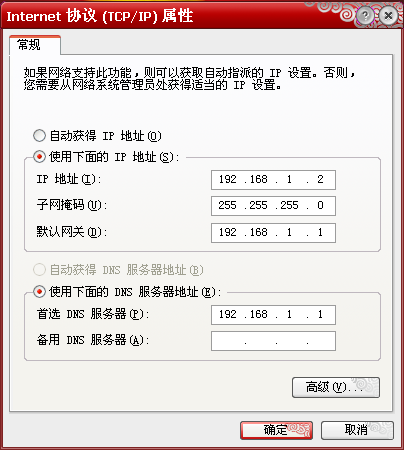 Internet 协议 (TCP/IP) 属性
常规
如果网络支持此功能，则可以获取自动指派的 IP 设置。否则，
您需要从网络系统管理员处获得适当的 IP 设置。
自动获得 IP 地址(O)
使用下面的 IP 地址(S):
IP 地址(I): 192 .168 . 1 . 2
子网掩码(U): 255 .255 .255 . 0
默认网关(D): 192 .168 . 1 . 1
自动获得 DNS 服务器地址(B)
使用下面的 DNS 服务器地址(E):
首选 DNS 服务器(P): 192 .168 . 1 . 1
备用 DNS 服务器(A): . . .
高级(V)...
确定 取消